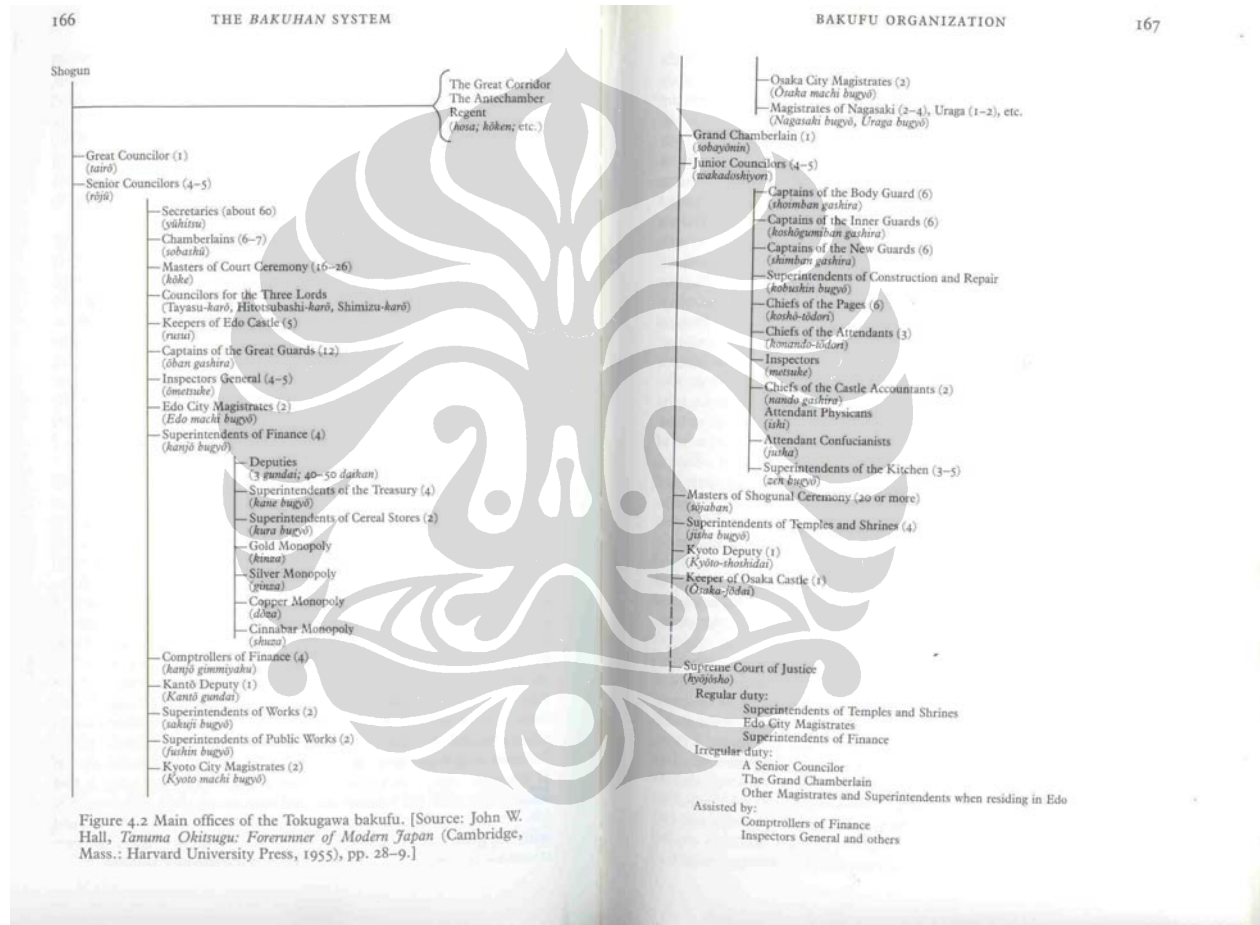 166
THE BAKUHAN SYSTEM
Shogun
The Great Corridor
The Antechamber
Regent
(hosa; kōken; etc.)
Great Councilor (1)
(tairō)
Senior Councilors (4–5)
(rōjū)
Secretaries (about 60)
(yūhitsu)
Chamberlains (6–7)
(sobashū)
Masters of Court Ceremony (16–26)
(kōke)
Councilors for the Three Lords
(Tayasu-karō, Hitotsubashi-karō, Shimizu-karō)
Keepers of Edo Castle (5)
(rusui)
Captains of the Great Guards (12)
(ōban gashira)
Inspectors General (4–5)
(ōmetsuke)
Edo City Magistrates (2)
(Edo machi bugyō)
Superintendents of Finance (4)
(kanjō bugyō)
Deputies
(3 gundai; 40–50 daikan)
Superintendents of the Treasury (4)
(kane bugyō)
Superintendents of Cereal Stores (2)
(kura bugyō)
Gold Monopoly
(kinza)
Silver Monopoly
(ginza)
Copper Monopoly
(dōza)
Cinnabar Monopoly
(shuza)
Comptrollers of Finance (4)
(kanjō gimmiyaku)
Kantō Deputy (1)
(Kantō gundai)
Superintendents of Works (2)
(sakuji bugyō)
Superintendents of Public Works (2)
(fushin bugyō)
Kyoto City Magistrates (2)
(Kyoto machi bugyō)
Figure 4.2 Main offices of the Tokugawa bakufu. [Source: John W.
Hall, Tanuma Okitsugu: Forerunner of Modern Japan (Cambridge,
Mass.: Harvard University Press, 1955), pp. 28–9.]
BAKUFU ORGANIZATION
167
Osaka City Magistrates (2)
(Ōsaka machi bugyō)
Magistrates of Nagasaki (2–4), Uraga (1–2), etc.
(Nagasaki bugyō, Uraga bugyō)
Grand Chamberlain (1)
(sobayōnin)
Junior Councilors (4–5)
(wakadoshiyori)
Captains of the Body Guard (6)
(shoimban gashira)
Captains of the Inner Guards (6)
(koshōgumiban gashira)
Captains of the New Guards (6)
(shimban gashira)
Superintendents of Construction and Repair
(kobushin bugyō)
Chiefs of the Pages (6)
(koshō-tōdori)
Chiefs of the Attendants (3)
(konando-tōdori)
Inspectors
(metsuke)
Chiefs of the Castle Accountants (2)
(nando gashira)
Attendant Physicans
(ishi)
Attendant Confucianists
(jusha)
Superintendents of the Kitchen (3–5)
(zen bugyō)
Masters of Shogunal Ceremony (20 or more)
(sōjaban)
Superintendents of Temples and Shrines (4)
(jisha bugyō)
Kyoto Deputy (1)
(Kyōto-shoshidai)
Keeper of Osaka Castle (1)
(Ōsaka-jōdai)
Supreme Court of Justice
(hyōjōsho)
Regular duty:
Superintendents of Temples and Shrines
Edo City Magistrates
Superintendents of Finance
Irregular duty:
A Senior Councilor
The Grand Chamberlain
Other Magistrates and Superintendents when residing in Edo
Assisted by:
Comptrollers of Finance
Inspectors General and others